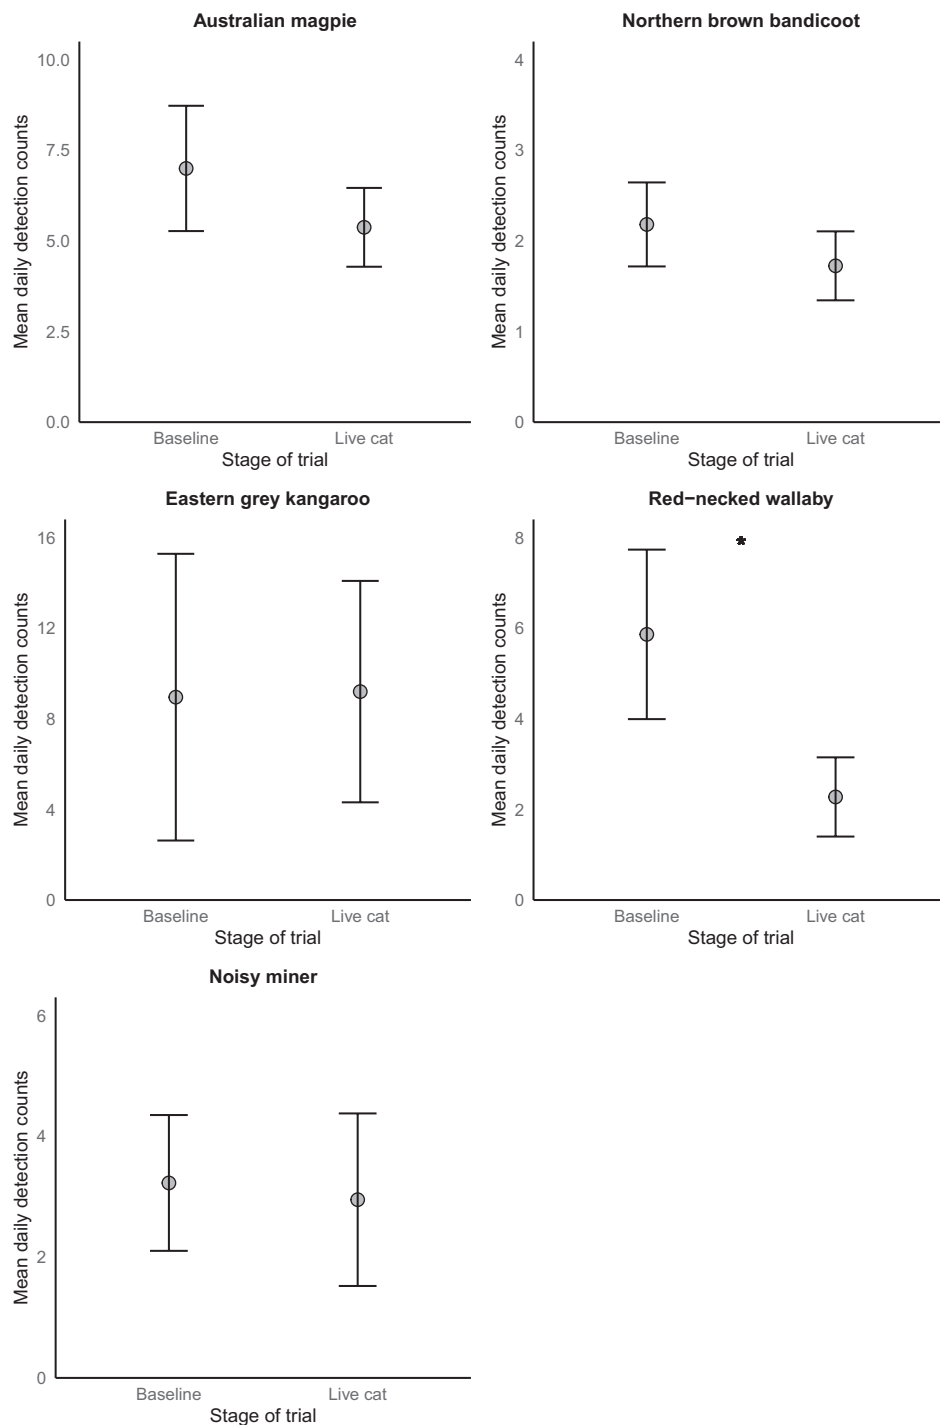 Australian magpie
Mean daily detection counts
10.0
7.5
5.0
2.5
0.0
Baseline
Live cat
Stage of trial
Northern brown bandicoot
Mean daily detection counts
4
3
2
1
0
Baseline
Live cat
Stage of trial
Eastern grey kangaroo
Mean daily detection counts
16
12
8
4
0
Baseline
Live cat
Stage of trial
Red−necked wallaby
Mean daily detection counts
8
6
4
2
0
*
Baseline
Live cat
Stage of trial
Noisy miner
Mean daily detection counts
6
4
2
0
Baseline
Live cat
Stage of trial